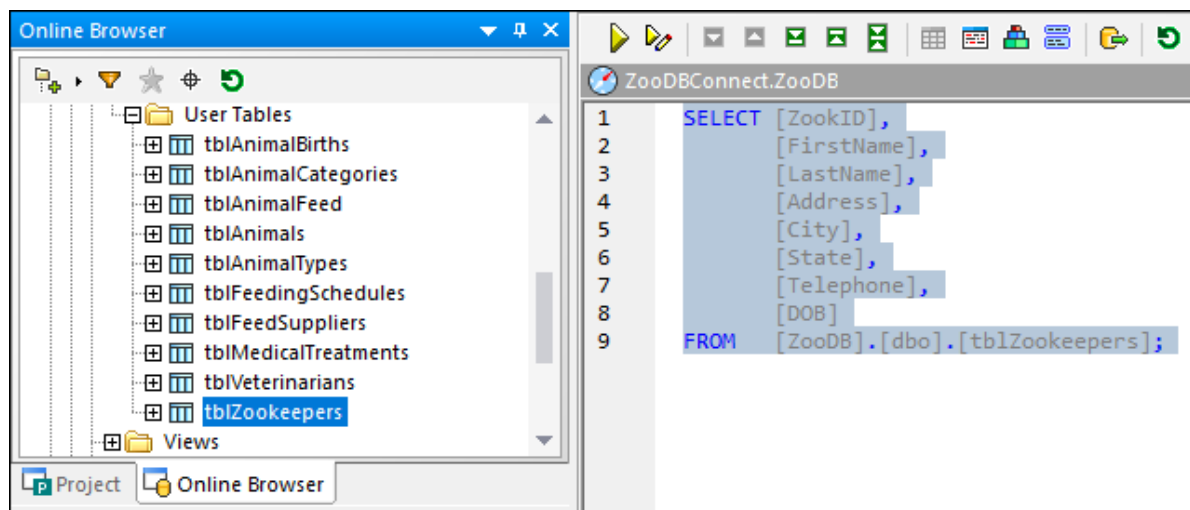 Online Browser
User Tables
tblAnimalBirths
tblAnimalCategories
tblAnimalFeed
tblAnimals
tblAnimalTypes
tblFeedingSchedules
tblFeedSuppliers
tblMedicalTreatments
tblVeterinarians
tblZookeepers
Views
Project
Online Browser
ZooDBConnect.ZooDB
1 SELECT [ZookID],
2 [FirstName],
3 [LastName],
4 [Address],
5 [City],
6 [State],
7 [Telephone],
8 [DOB]
9 FROM [ZooDB].[dbo].[tblZookeepers];